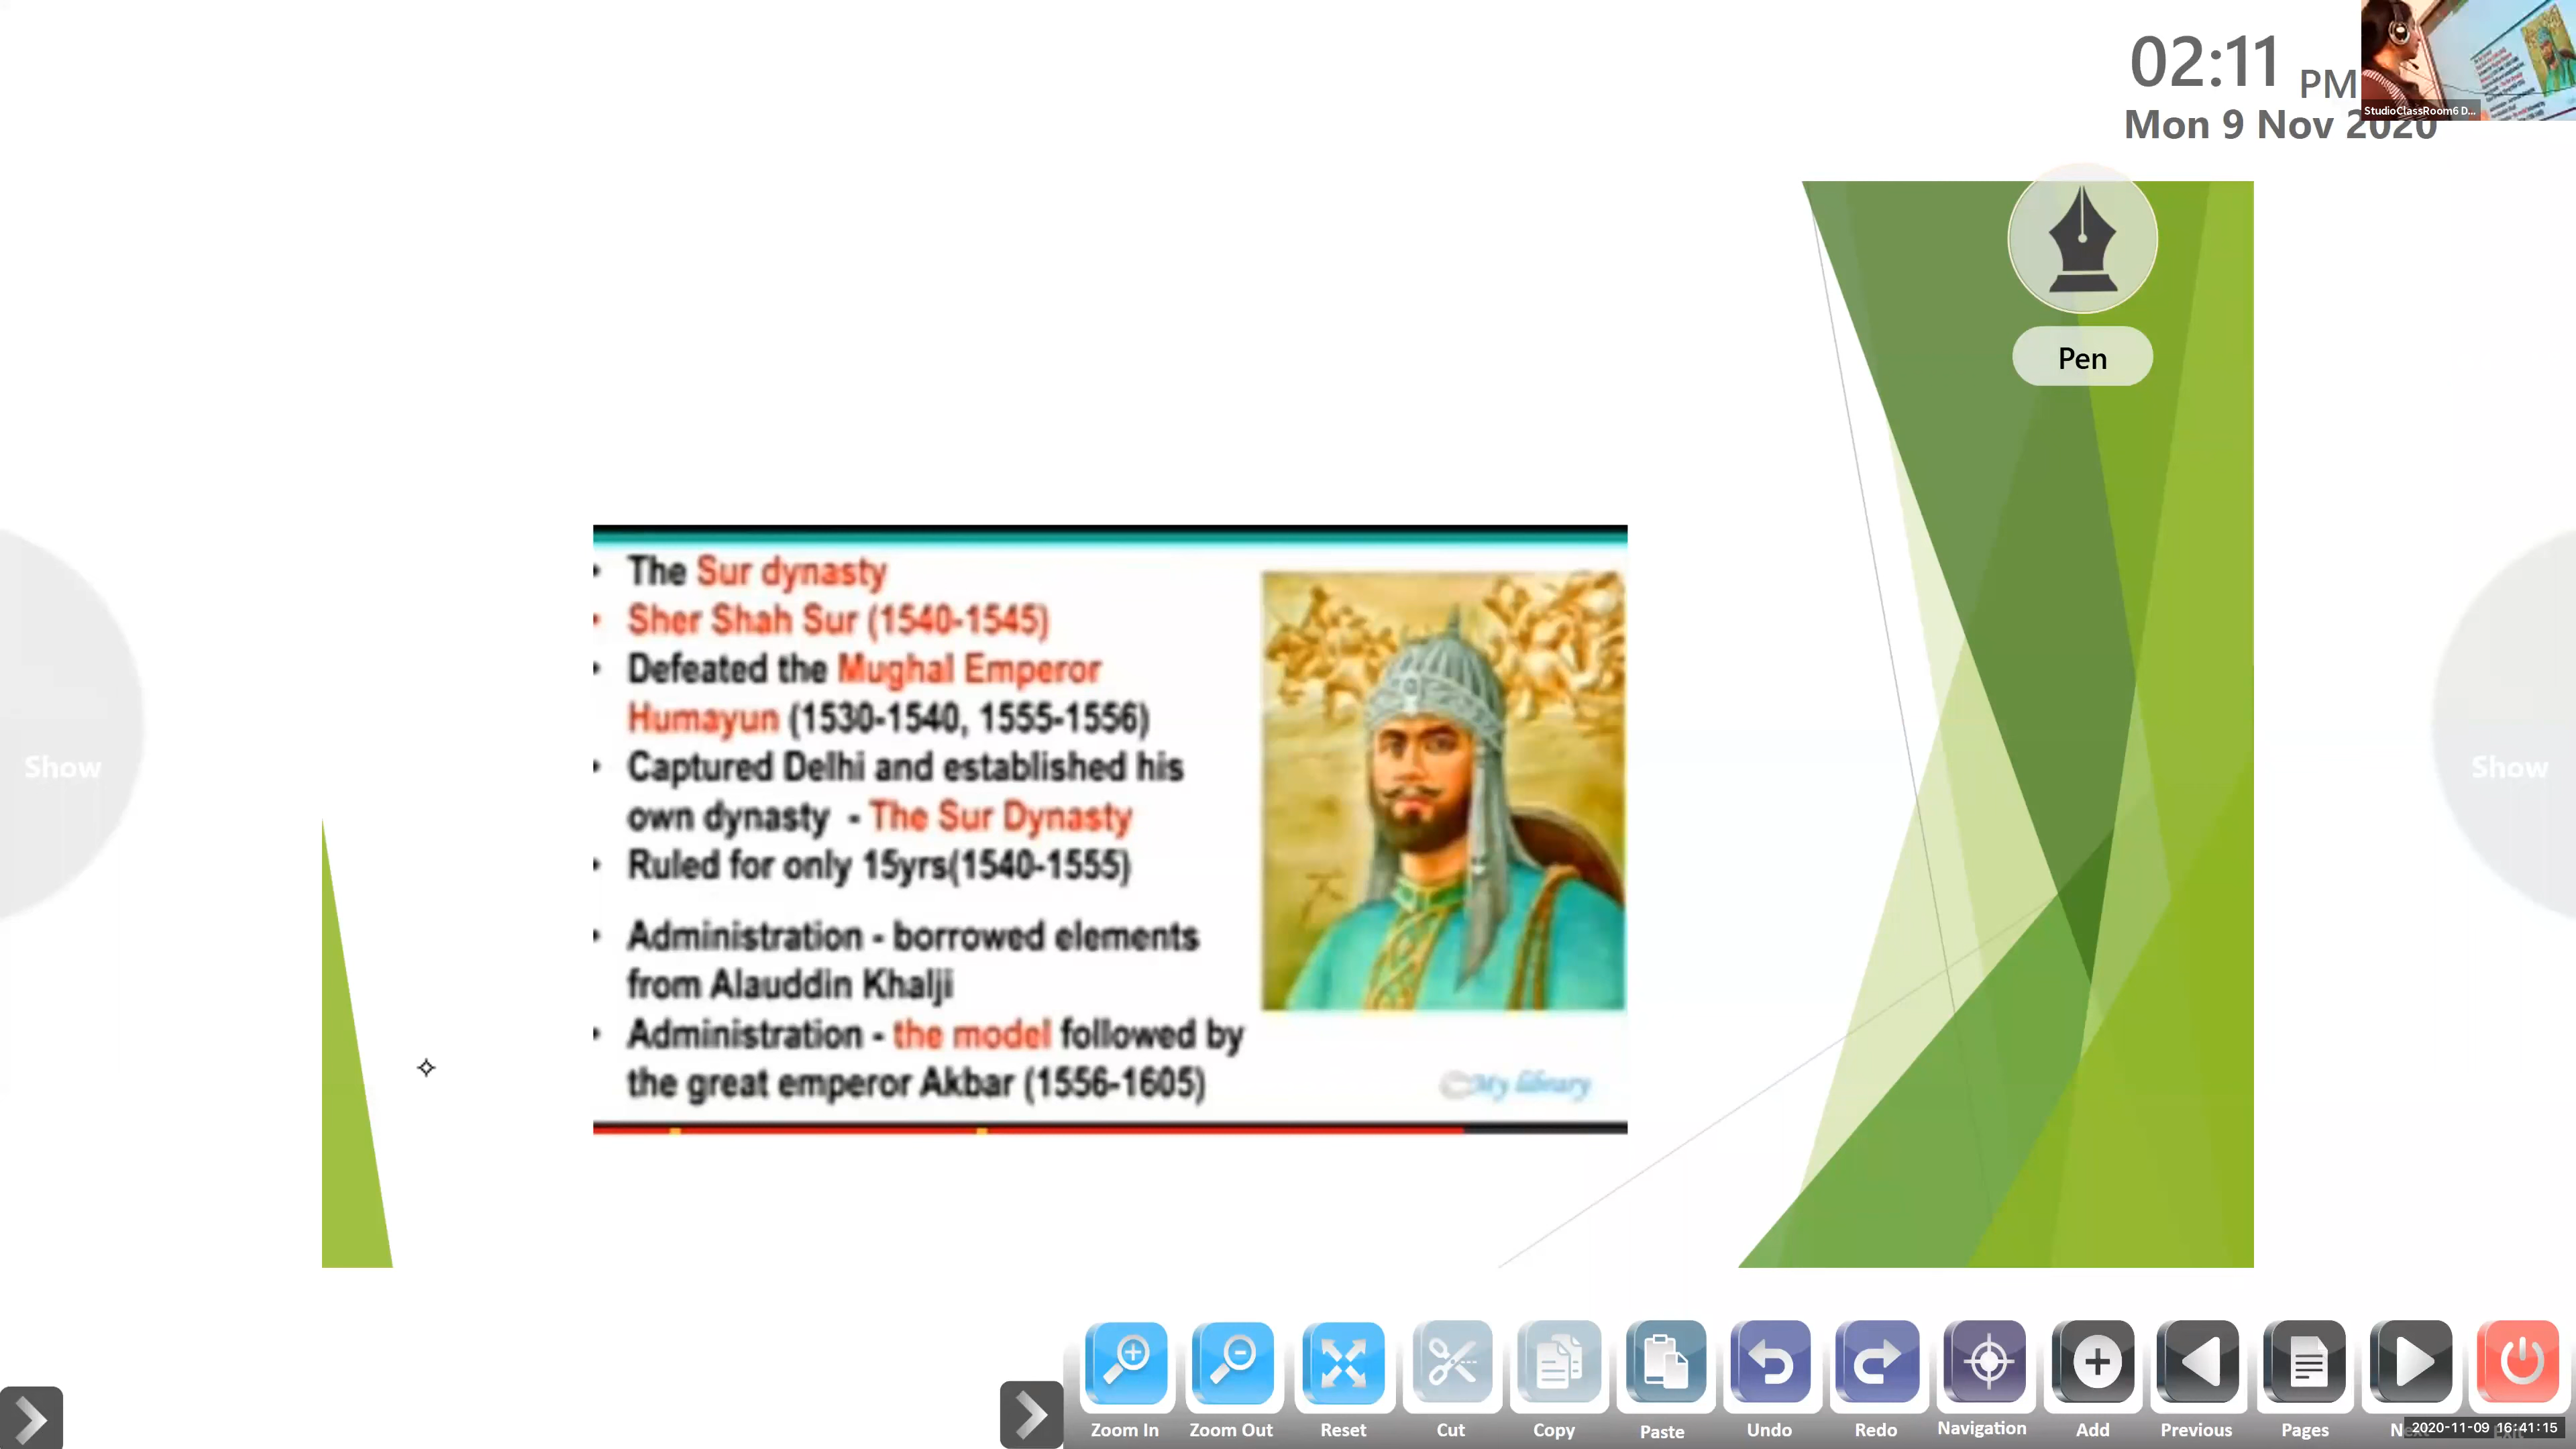 02:11 PM
StudioClassRoom6 D...
Mon 9 Nov 2020
Pen
The Sur dynasty
Sher Shah Sur (1540-1545)
Defeated the Mughal Emperor
Humayun (1530-1540, 1555-1556)
Captured Delhi and established his
own dynasty - The Sur Dynasty
Ruled for only 15yrs(1540-1555)
Administration - borrowed elements
from Alauddin Khalji
Administration - the model followed by
the great emperor Akbar (1556-1605)
My library
Show
Show
Zoom In Zoom Out Reset Cut Copy Paste Undo Redo Navigation Add Previous Pages
2020-11-09 16:41:15